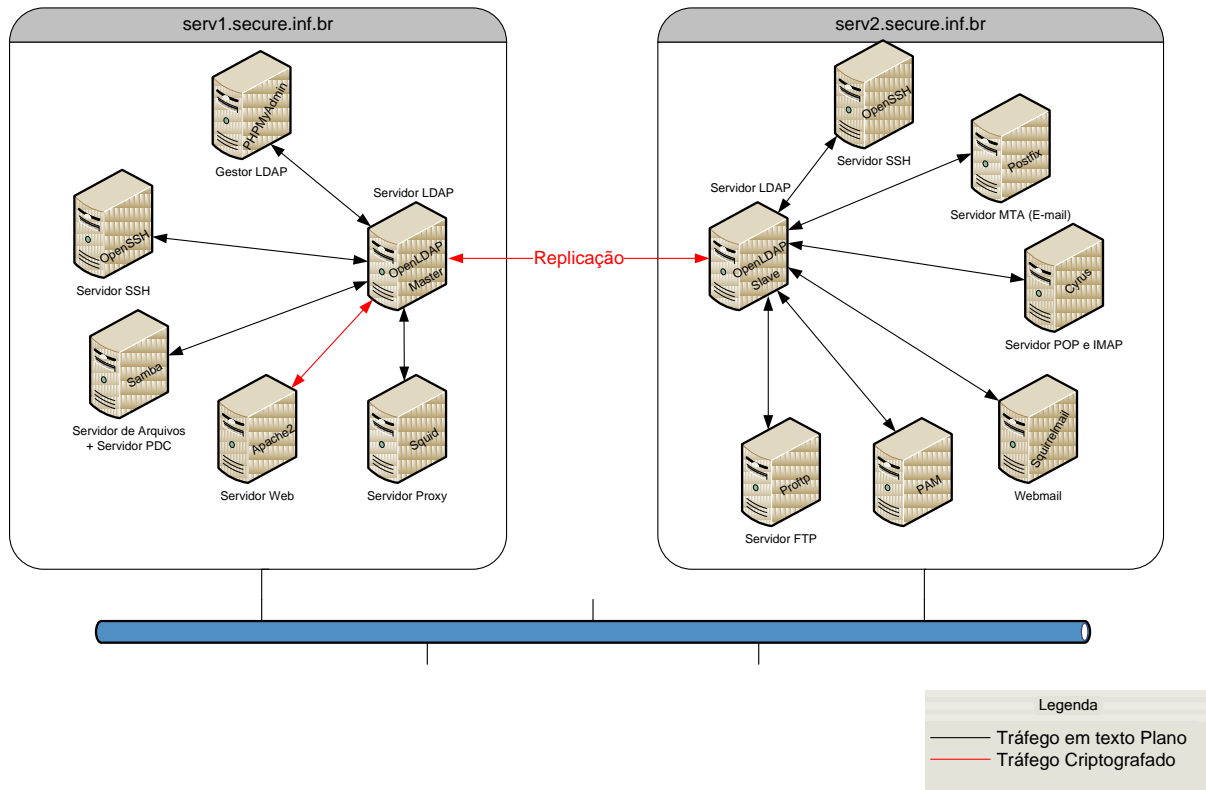 serv1.secure.inf.br
PHPMyAdmin
Gestor LDAP
OpenSSH
Servidor SSH
Servidor LDAP
OpenLDAP
Master
Samba
Servidor de Arquivos
+ Servidor PDC
Apache2
Servidor Web
Squid
Servidor Proxy
Replicação
serv2.secure.inf.br
OpenSSH
Servidor SSH
Postfix
Servidor MTA (E-mail)
Servidor LDAP
OpenLDAP
Slave
Cyrus
Servidor POP e IMAP
Squirrelmail
Webmail
Proftp
Servidor FTP
PAM
Legenda
Tráfego em texto Plano
Tráfego Criptografado